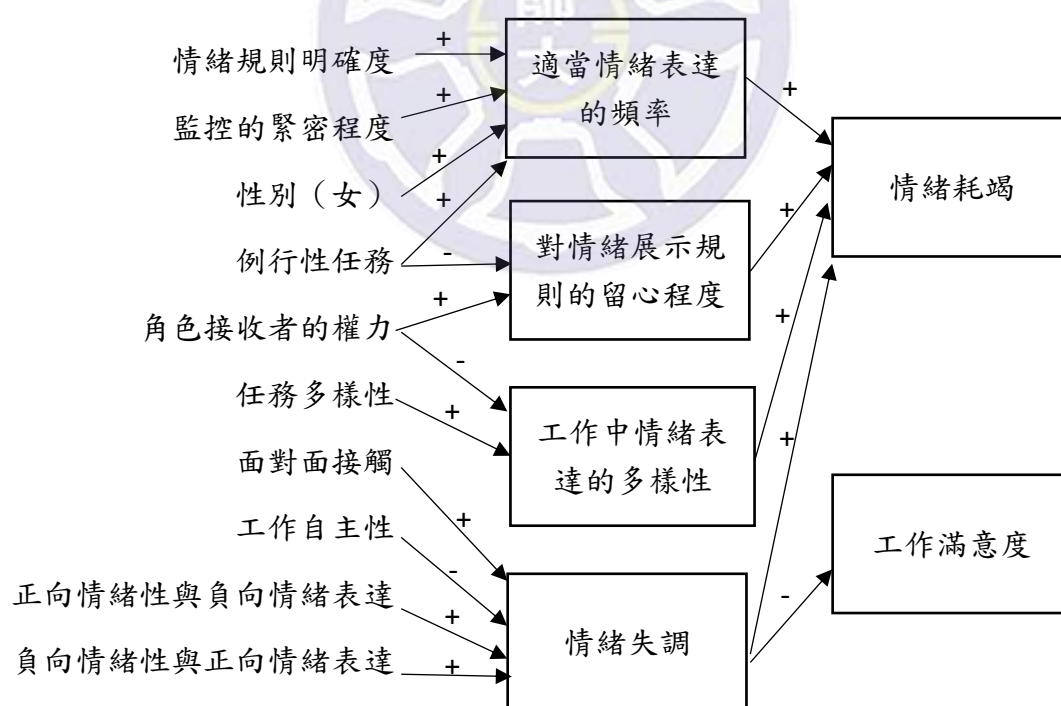 情緒規則明確度
監控的緊密程度
性別（女）
例行性任務
角色接收者的權力
任務多樣性
面對面接觸
工作自主性
正向情緒性與負向情緒表達
負向情緒性與正向情緒表達
+
+
+
+
-
+
-
+
+
-
+
+
適當情緒表達
的頻率
對情緒展示規
則的留心程度
工作中情緒表
達的多樣性
情緒失調
+
+
+
+
-
情緒耗竭
工作滿意度